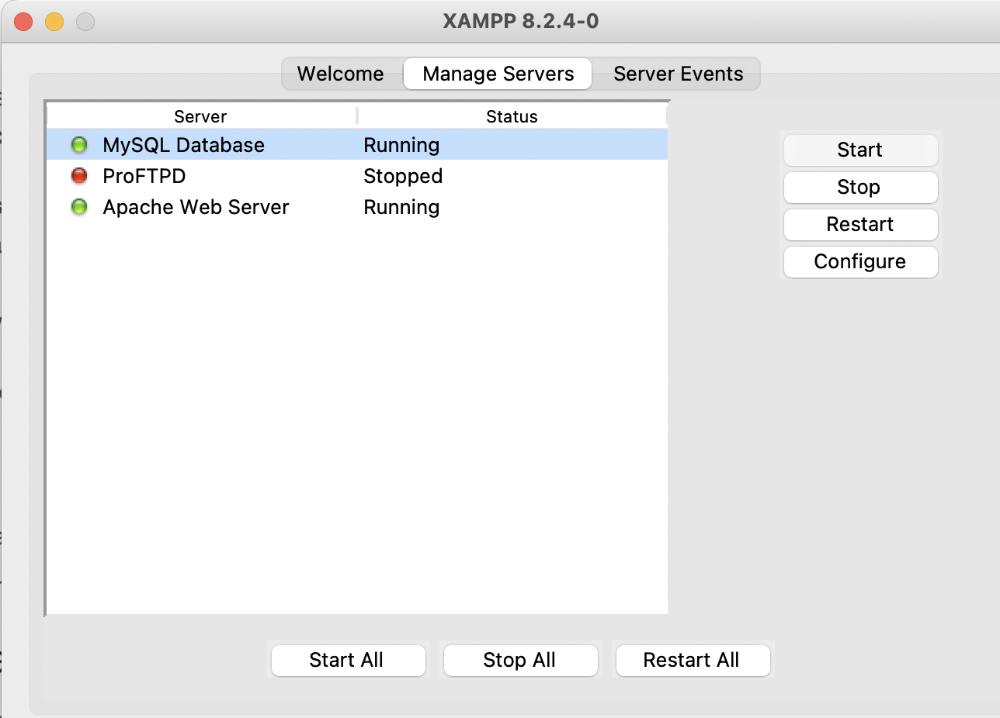 XAMPP 8.2.4-0
Welcome Manage Servers Server Events
Server Status
MySQL Database Running
ProFTPD Stopped
Apache Web Server Running
Start
Stop
Restart
Configure
Start All Stop All Restart All